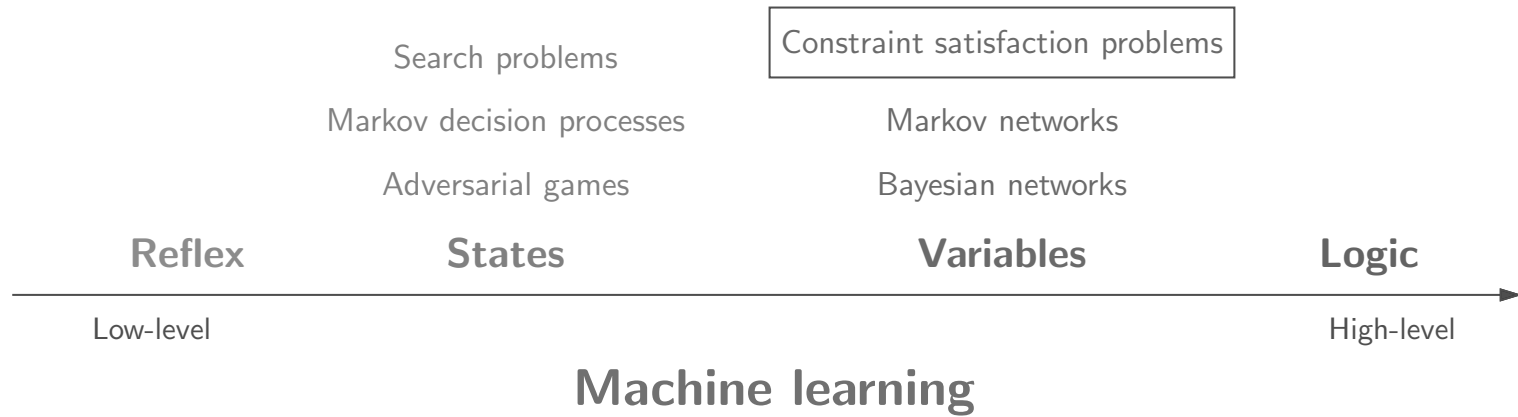 Search problems
Constraint satisfaction problems
Markov decision processes
Markov networks
Adversarial games
Bayesian networks
Reflex
States
Variables
Logic
Low-level
High-level
Machine learning